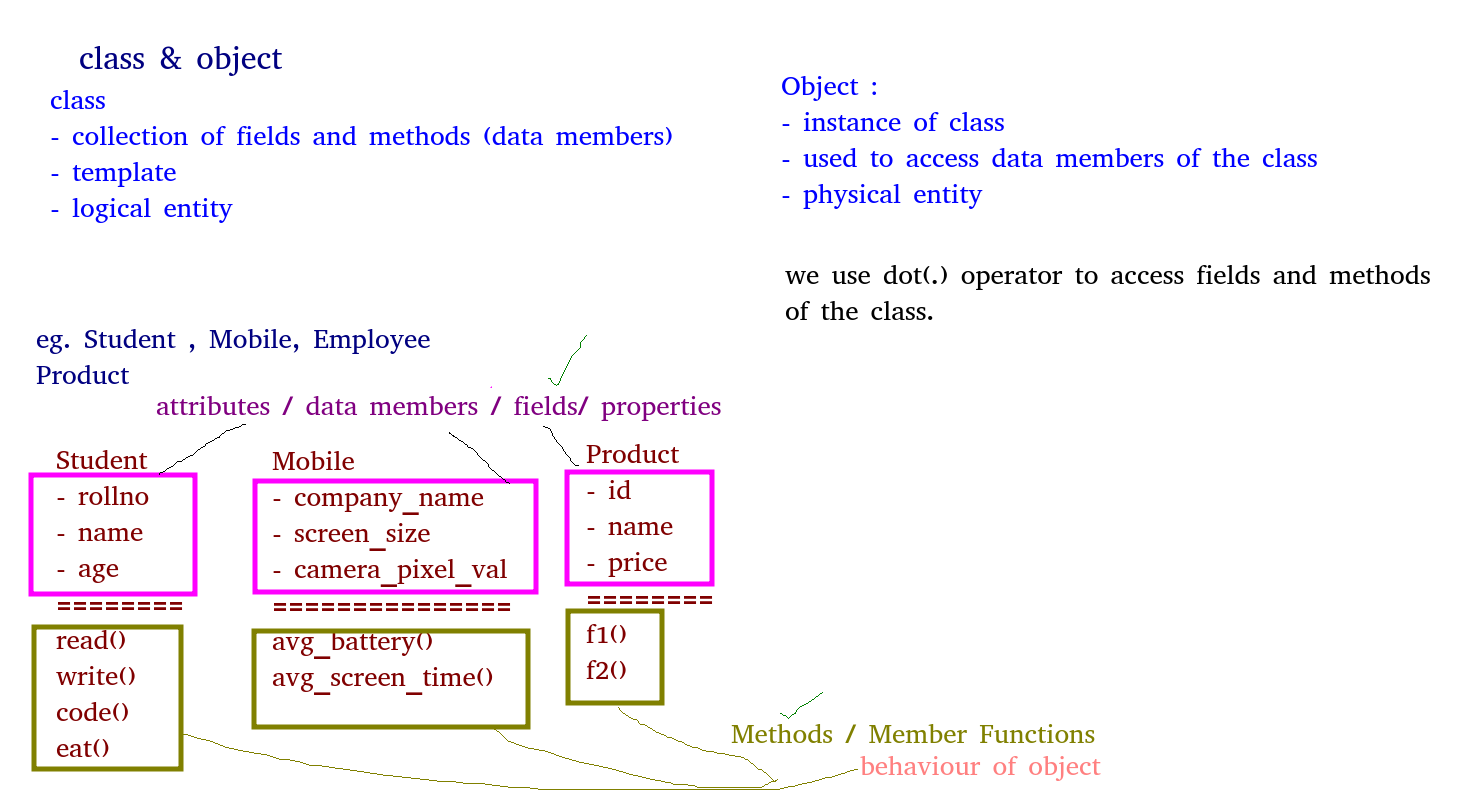 class & object
class
- collection of fields and methods (data members)
- template
- logical entity
Object :
- instance of class
- used to access data members of the class
- physical entity
we use dot(.) operator to access fields and methods
of the class.
eg. Student , Mobile, Employee
Product
attributes / data members / fields/ properties
Student
- rollno
- name
- age
========
read()
write()
code()
eat()
Mobile
- company_name
- screen_size
- camera_pixel_val
===============
avg_battery()
avg_screen_time()
Product
- id
- name
- price
========
f1()
f2()
Methods / Member Functions
behaviour of object